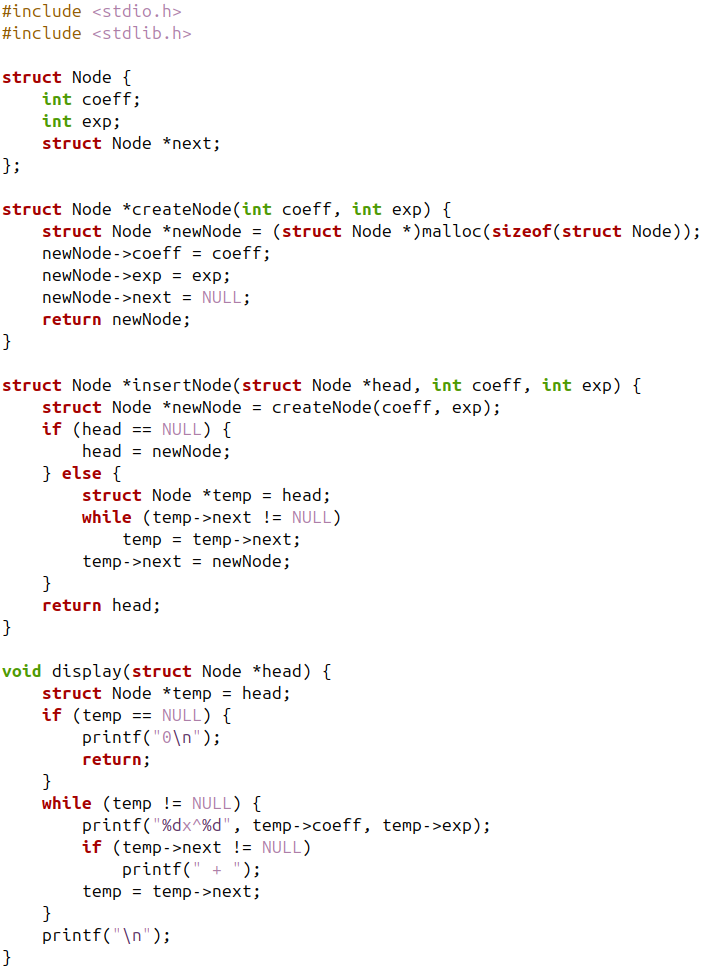 #include <stdio.h>
#include <stdlib.h>

struct Node {
    int coeff;
    int exp;
    struct Node *next;
};

struct Node *createNode(int coeff, int exp) {
    struct Node *newNode = (struct Node *)malloc(sizeof(struct Node));
    newNode->coeff = coeff;
    newNode->exp = exp;
    newNode->next = NULL;
    return newNode;
}

struct Node *insertNode(struct Node *head, int coeff, int exp) {
    struct Node *newNode = createNode(coeff, exp);
    if (head == NULL) {
        head = newNode;
    } else {
        struct Node *temp = head;
        while (temp->next != NULL)
            temp = temp->next;
        temp->next = newNode;
    }
    return head;
}

void display(struct Node *head) {
    struct Node *temp = head;
    if (temp == NULL) {
        printf("0\n");
        return;
    }
    while (temp != NULL) {
        printf("%dx^%d", temp->coeff, temp->exp);
        if (temp->next != NULL)
            printf(" + ");
        temp = temp->next;
    }
    printf("\n");
}